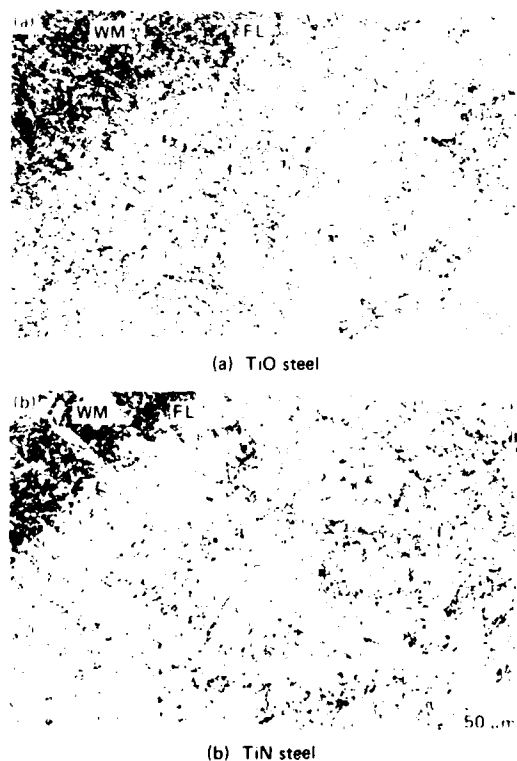 (a) WM FL
(a) TiO steel
(b) WM FL
50 μm
(b) TiN steel